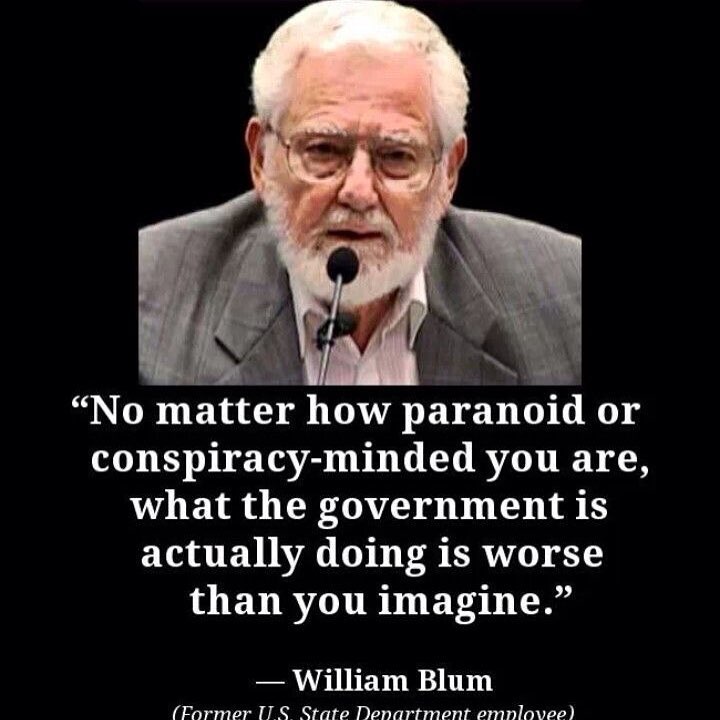 “No matter how paranoid or
conspiracy-minded you are,
what the government is
actually doing is worse
than you imagine.”
— William Blum
(Former U.S. State Department employee)